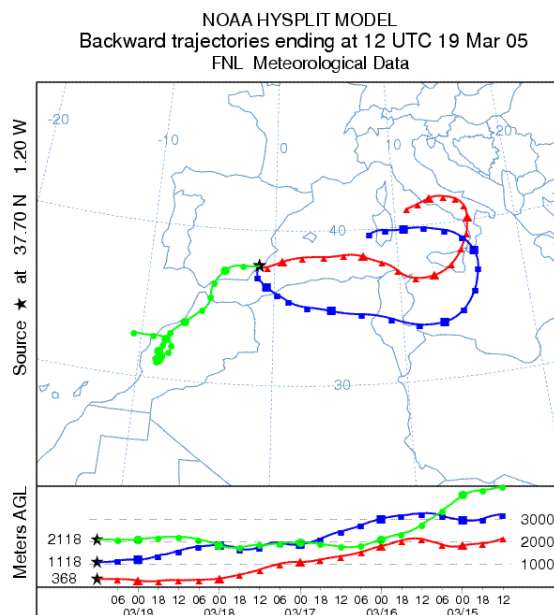 NOAA HYSPLIT MODEL
Backward trajectories ending at 12 UTC 19 Mar 05
FNL Meteorological Data
Source ★ at 37.70 N 1.20 W
-20
-10
0
10
20
40
30
Meters AGL
2118
1118
368
3000
2000
1000
06 00 18 12 06 00 18 12 06 00 18 12 06 00 18 12 06 00 18 12
03/19 03/18 03/17 03/16 03/15